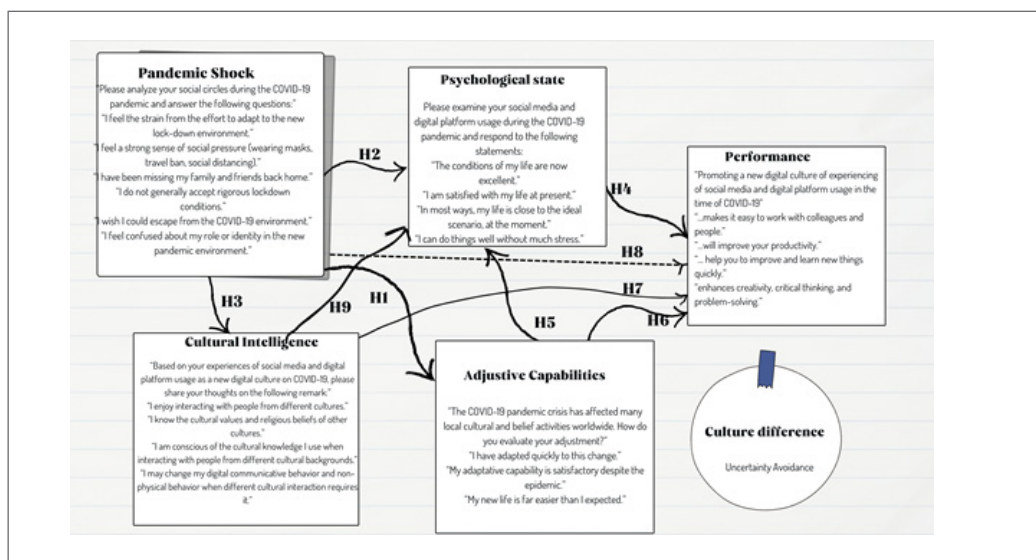 Pandemic Shock
"Please analyze your social circles during the COVID-19
pandemic and answer the following questions:"
"I feel the strain from the effort to adapt to the new
lock-down environment."
"I feel a strong sense of social pressure (wearing masks,
travel ban, social distancing)."
"I have been missing my family and friends back home."
"I do not generally accept rigorous lockdown
conditions."
"I wish I could escape from the COVID-19 environment."
"I feel confused about my role or identity in the new
pandemic environment."
H2
Psychological state
Please examine your social media and
digital platform usage during the COVID-19
pandemic and respond to the following
statements:
"The conditions of my life are now
excellent."
"I am satisfied with my life at present."
"In most ways, my life is close to the ideal
scenario, at the moment."
"I can do things well without much stress."
H4
Performance
"Promoting a new digital culture of experiencing
of social media and digital platform usage in the
time of COVID-19"
"...makes it easy to work with colleagues and
people."
"...will improve your productivity."
"... help you to improve and learn new things
quickly."
"enhances creativity, critical thinking, and
problem-solving."
H8
H7
H3
H9
H1
H5
H6
Cultural Intelligence
"Based on your experiences of social media and digital
platform usage as a new digital culture on COVID-19, please
share your thoughts on the following remark:"
"I enjoy interacting with people from different cultures."
"I know the cultural values and religious beliefs of other
cultures."
"I am conscious of the cultural knowledge I use when
interacting with people from different cultural backgrounds."
"I may change my digital communicative behavior and non-
physical behavior when different cultural interaction requires
it."
Adjustive Capabilities
"The COVID-19 pandemic crisis has affected many
local cultural and belief activities worldwide. How do
you evaluate your adjustment?"
"I have adapted quickly to this change."
"My adaptative capability is satisfactory despite the
epidemic."
"My new life is far easier than I expected."
Culture difference
Uncertainty Avoidance